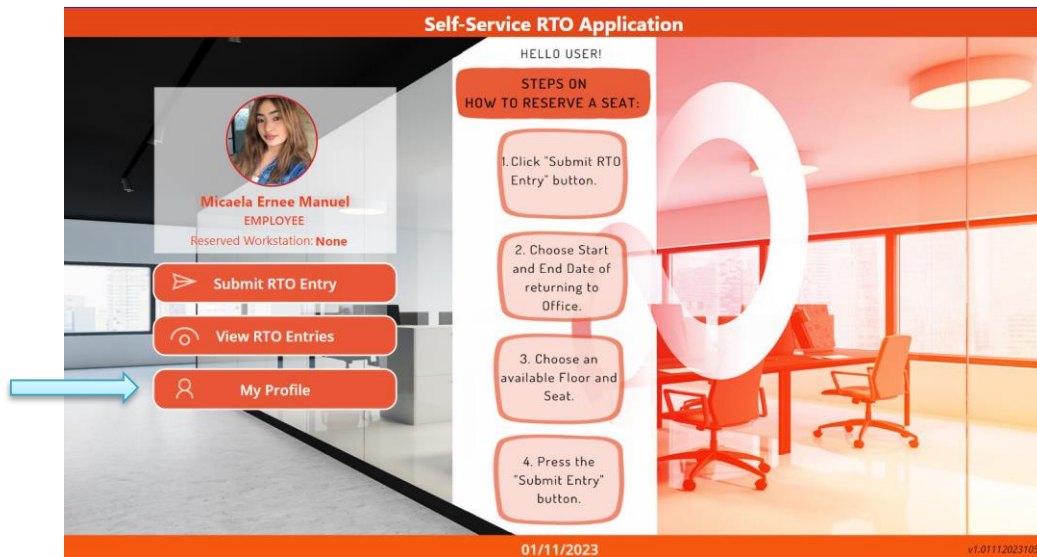 Self-Service RTO Application
HELLO USER!
STEPS ON
HOW TO RESERVE A SEAT:
Micaela Ernee Manuel
EMPLOYEE
Reserved Workstation: None
Submit RTO Entry
View RTO Entries
My Profile
1. Click "Submit RTO
Entry" button.
2. Choose Start
and End Date of
returning to
Office.
3. Choose an
available Floor and
Seat.
4. Press the
"Submit Entry"
button.
01/11/2023